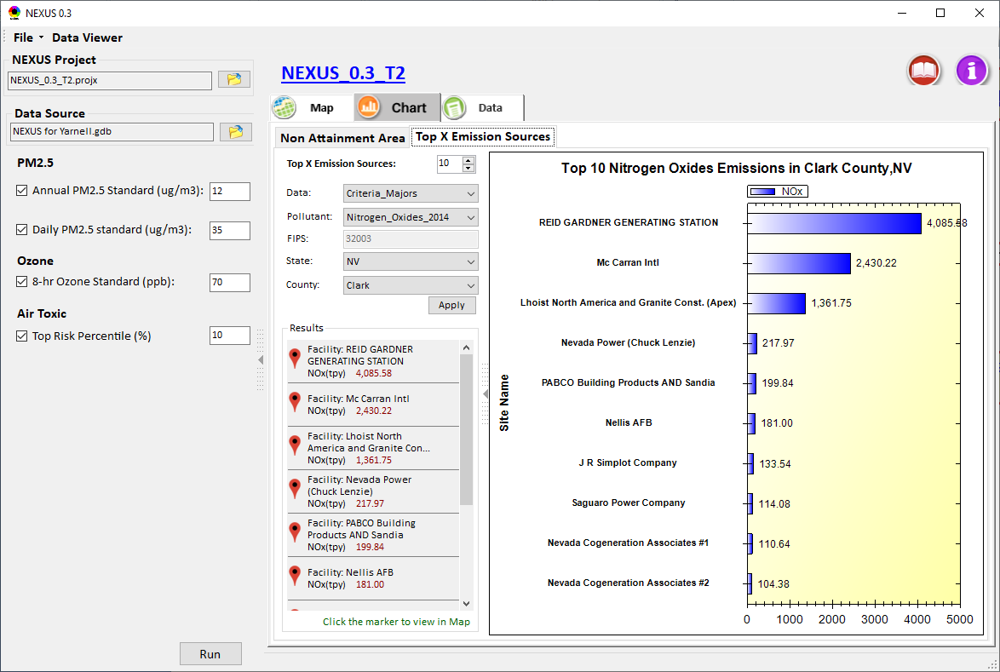 NEXUS 0.3
File Data Viewer
NEXUS Project
NEXUS_0.3_T2.projx
Data Source
NEXUS for Yarnell.gdb
PM2.5
Annual PM2.5 Standard (ug/m3): 12
Daily PM2.5 standard (ug/m3): 35
Ozone
8-hr Ozone Standard (ppb): 70
Air Toxic
Top Risk Percentile (%) 10
Run
NEXUS_0.3_T2
Map Chart Data
Non Attainment Area Top X Emission Sources
Top X Emission Sources: 10
Data: Criteria_Majors
Pollutant: Nitrogen_Oxides_2014
FIPS: 32003
State: NV
County: Clark
Apply
Results
Facility: REID GARDNER
GENERATING STATION
NOx(tpy) 4,085.58
Facility: Mc Carran Intl
NOx(tpy) 2,430.22
Facility: Lhoist North
America and Granite Con...
NOx(tpy) 1,361.75
Facility: Nevada Power
(Chuck Lenzie)
NOx(tpy) 217.97
Facility: PABCO Building
Products AND Sandia
NOx(tpy) 199.84
Facility: Nellis AFB
NOx(tpy) 181.00
Click the marker to view in Map
Top 10 Nitrogen Oxides Emissions in Clark County,NV
NOx
Site Name
REID GARDNER GENERATING STATION 4,085.58
Mc Carran Intl 2,430.22
Lhoist North America and Granite Const. (Apex) 1,361.75
Nevada Power (Chuck Lenzie) 217.97
PABCO Building Products AND Sandia 199.84
Nellis AFB 181.00
J R Simplot Company 133.54
Saguaro Power Company 114.08
Nevada Cogeneration Associates #1 110.64
Nevada Cogeneration Associates #2 104.38
0 1000 2000 3000 4000 5000